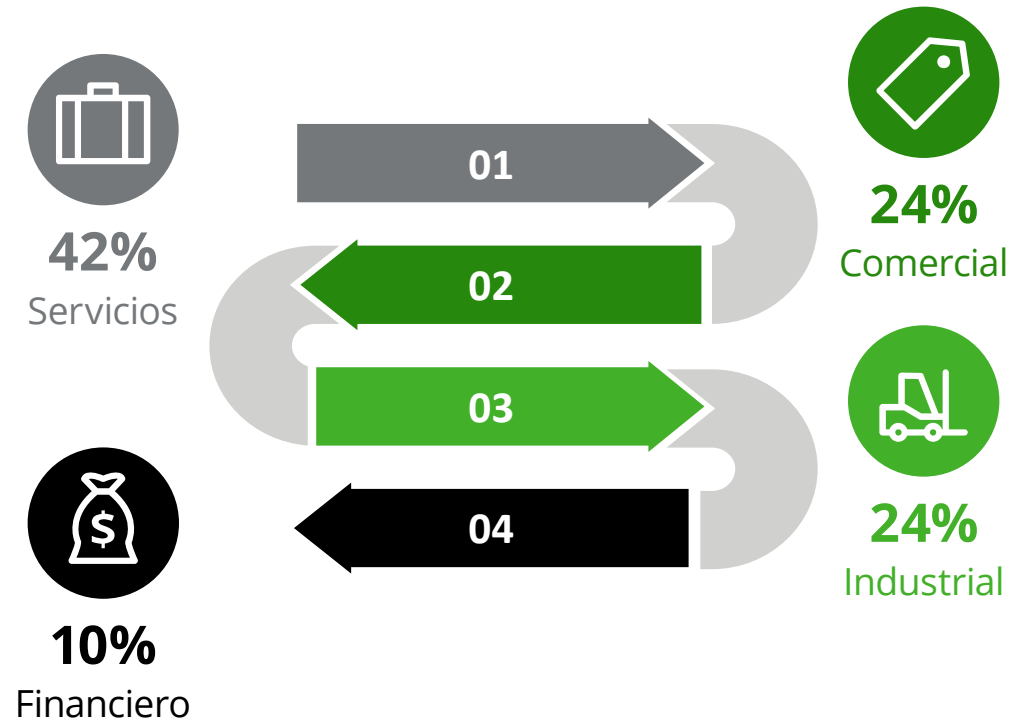 42%
Servicios
01
02
03
04
24%
Comercial
24%
Industrial
$
10%
Financiero